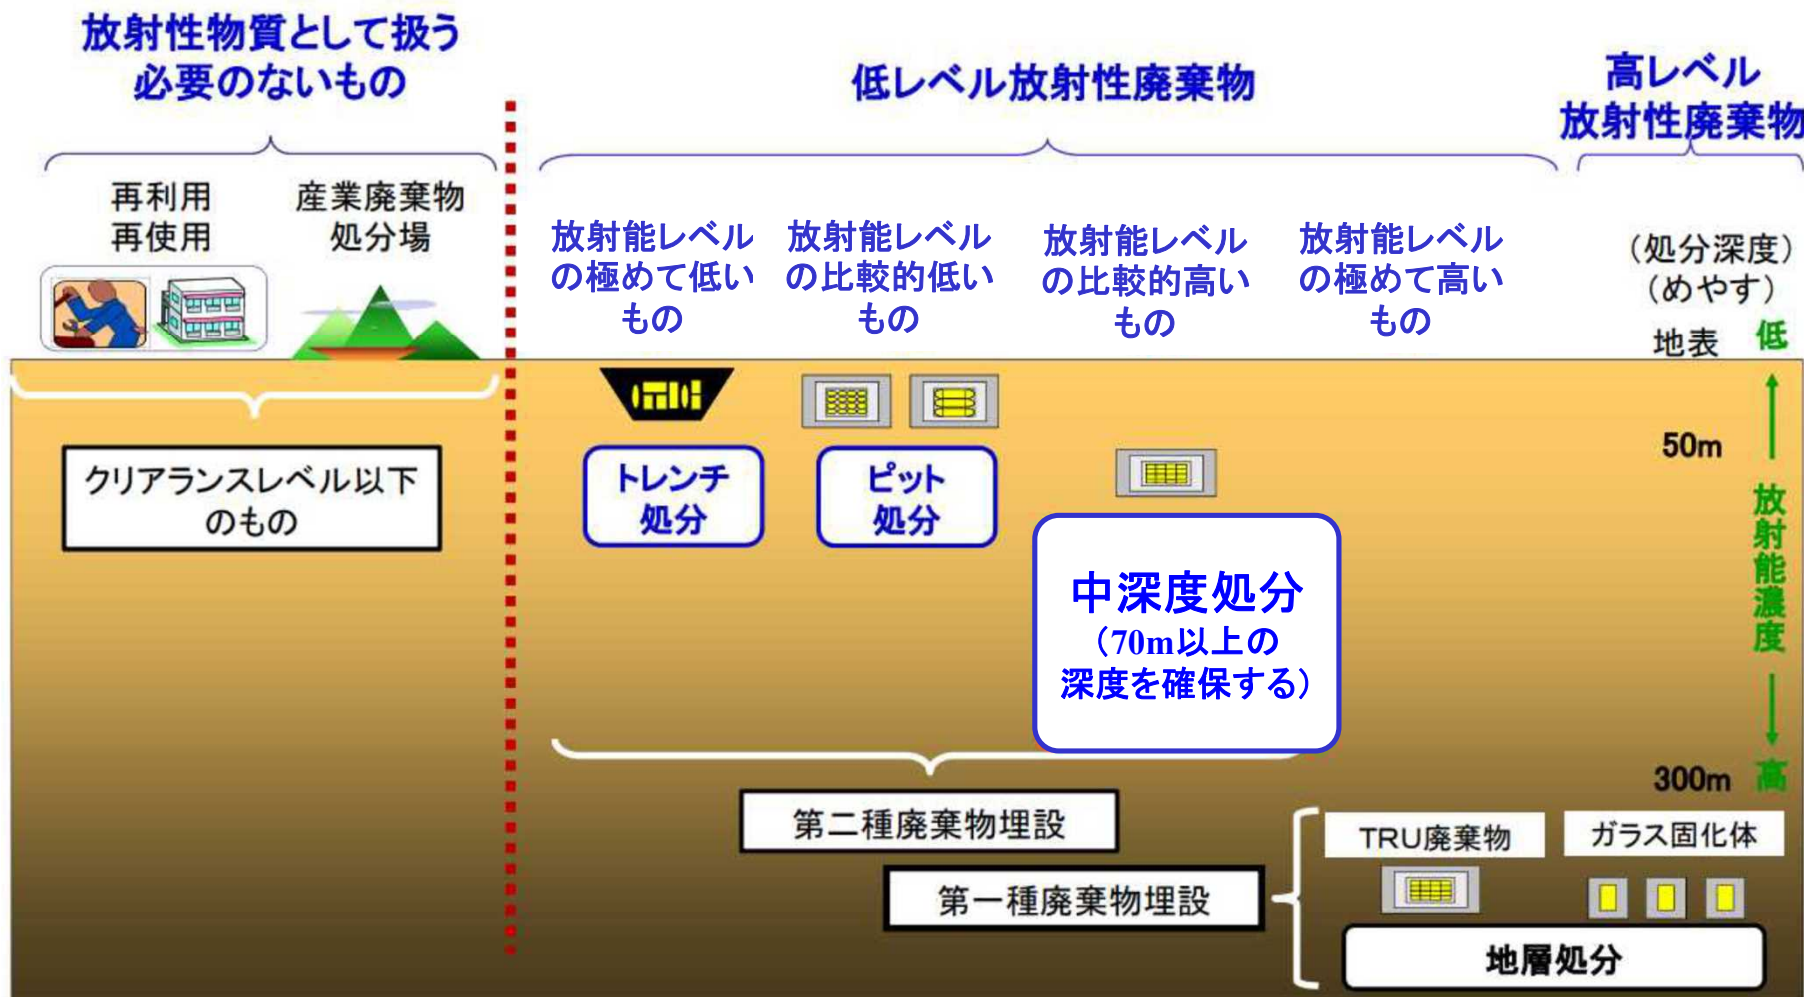 放射性物質として扱う
必要のないもの
低レベル放射性廃棄物
高レベル
放射性廃棄物
再利用
再使用
産業廃棄物
処分場
放射能レベル
の極めて低い
もの
放射能レベル
の比較的低い
もの
放射能レベル
の比較的高い
もの
放射能レベル
の極めて高い
もの
（処分深度）
（めやす）
地表
低
50m
放射能濃度
300m
高
クリアランスレベル以下
のもの
トレンチ
処分
ピット
処分
中深度処分
（70m以上の
深度を確保する）
第二種廃棄物埋設
第一種廃棄物埋設
TRU廃棄物
ガラス固化体
地層処分